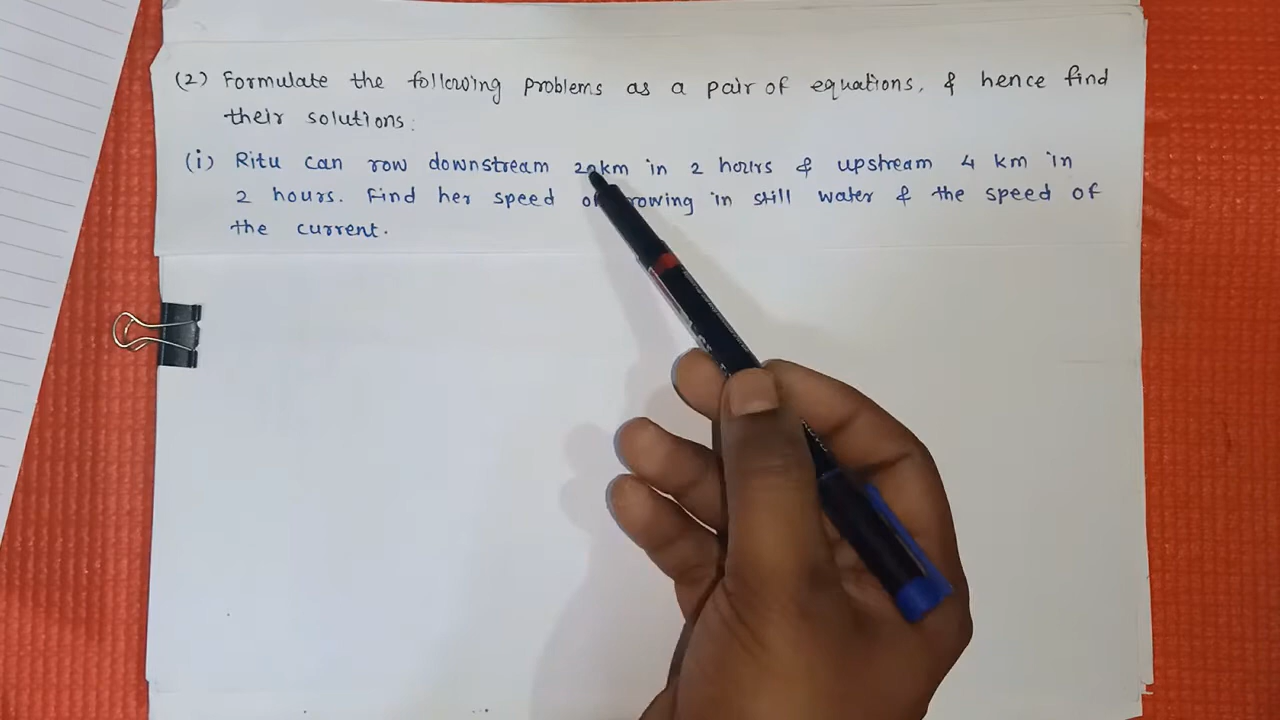 (2) Formulate the following problems as a pair of equations, & hence find
their solutions:
(i) Ritu can row downstream 20km in 2 hours & upstream 4 km in
2 hours. Find her speed of rowing in still water & the speed of
the current.